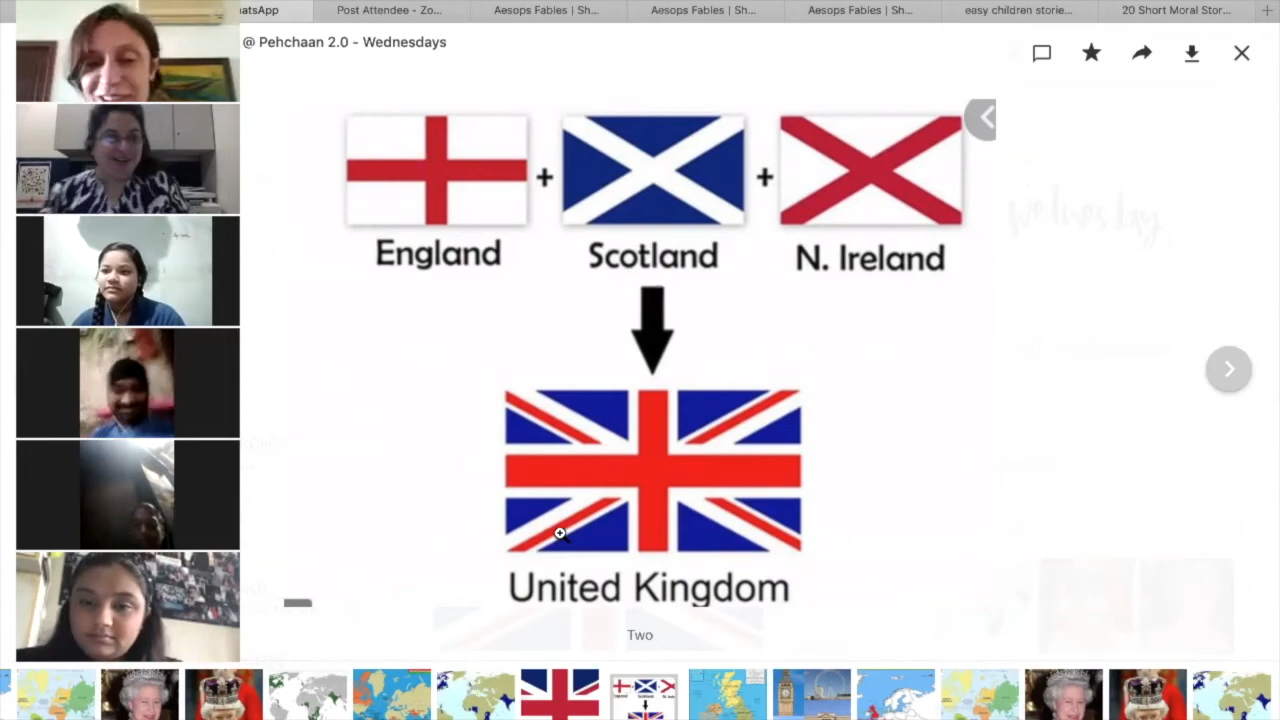 atsApp
Post Attendee - Zo...
Aesops Fables | Sh...
Aesops Fables | Sh...
Aesops Fables | Sh...
easy children storie...
20 Short Moral Stor...
@ Pehchaan 2.0 - Wednesdays
+ +
England Scotland N. Ireland
United Kingdom
Two